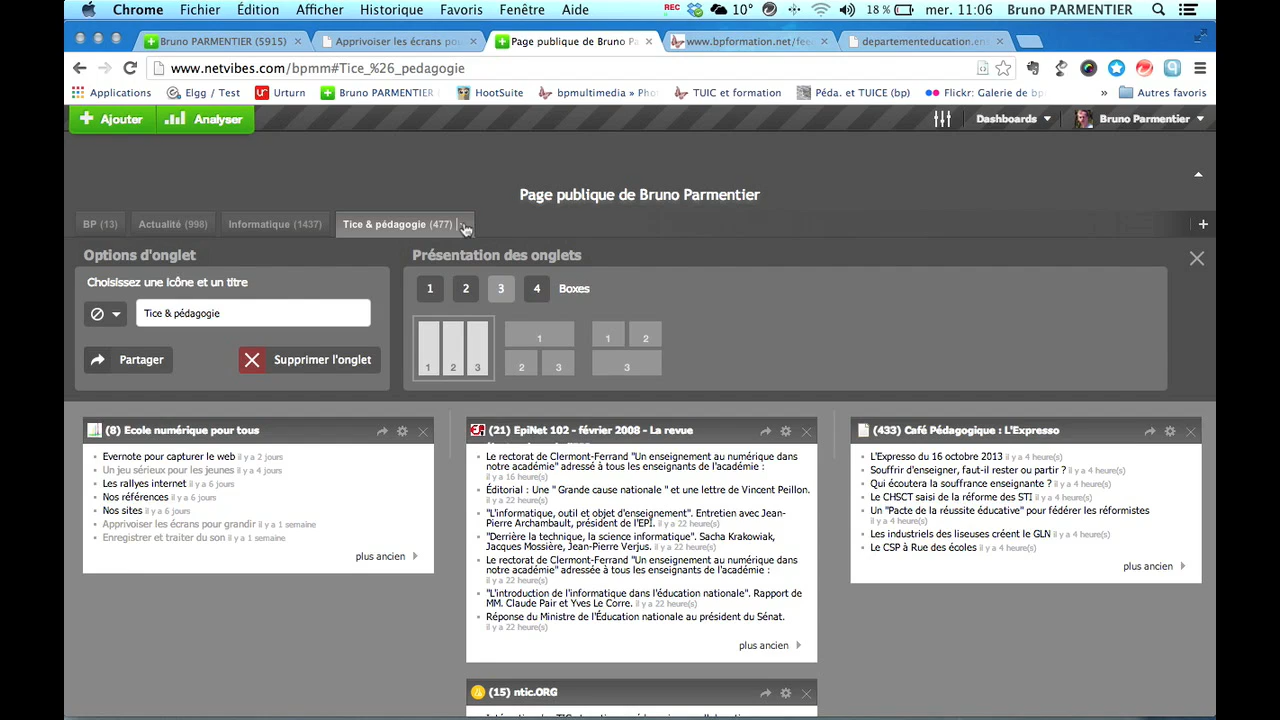 Chrome Fichier Édition Afficher Historique Favoris Fenêtre Aide REC 10° 18 % mer. 11:06 Bruno PARMENTIER
Bruno PARMENTIER (5915) × Apprivoiser les écrans pou × Page publique de Bruno Pa × www.bpformation.net/fee × departementeducation.en ×
www.netvibes.com/bpmm#Tice_%26_pedagogie
Applications Elgg / Test Urturn Bruno PARMENTIER HootSuite bpmultimedia » Pho TUIC et formation Péda. et TUICE (bp) Flickr: Galerie de bp » Autres favoris
Ajouter Analyser Dashboards Bruno Parmentier
Page publique de Bruno Parmentier
BP (13) Actualité (998) Informatique (1437) Tice & pédagogie (477) +
Options d'onglet
Présentation des onglets
Choisissez une icône et un titre
1 2 3 4 Boxes
Tice & pédagogie
1 2 3 1 2 3 1 2 3
Partager Supprimer l'onglet
(8) Ecole numérique pour tous
Evernote pour capturer le web il y a 2 jours
Un jeu sérieux pour les jeunes il y a 4 jours
Les rallyes internet il y a 6 jours
Nos références il y a 6 jours
Nos sites il y a 6 jours
Apprivoiser les écrans pour grandir il y a 1 semaine
Enregistrer et traiter du son il y a 1 semaine
plus ancien
(21) EpiNet 102 - février 2008 - La revue
Le rectorat de Clermont-Ferrand "Un enseignement au numérique dans
notre académie" adressé à tous les enseignants de l'académie :
il y a 16 heure(s)
Éditorial : Une " Grande cause nationale " et une lettre de Vincent Peillon.
il y a 22 heure(s)
"L'informatique, outil et objet d'enseignement". Entretien avec Jean-
Pierre Archambault, président de l'EPI. il y a 22 heure(s)
"Derrière la technique, la science informatique". Sacha Krakowiak,
Jacques Mossière, Jean-Pierre Verjus. il y a 22 heure(s)
Le rectorat de Clermont-Ferrand "Un enseignement au numérique dans
notre académie" adressée à tous les enseignants de l'académie :
il y a 22 heure(s)
"L'introduction de l'informatique dans l'éducation nationale". Rapport de
MM. Claude Pair et Yves Le Corre. il y a 22 heure(s)
Réponse du Ministre de l'Éducation nationale au président du Sénat.
il y a 22 heure(s)
plus ancien
(15) ntic.ORG
(433) Café Pédagogique : L'Expresso
L'Expresso du 16 octobre 2013 il y a 4 heure(s)
Souffrir d'enseigner, faut-il rester ou partir ? il y a 4 heure(s)
Qui écoutera la souffrance enseignante ? il y a 4 heure(s)
Le CHSCT saisi de la réforme des STI il y a 4 heure(s)
Un "Pacte de la réussite éducative" pour fédérer les réformistes
il y a 4 heure(s)
Les industriels des liseuses créent le GLN il y a 4 heure(s)
Le CSP à Rue des écoles il y a 4 heure(s)
plus ancien